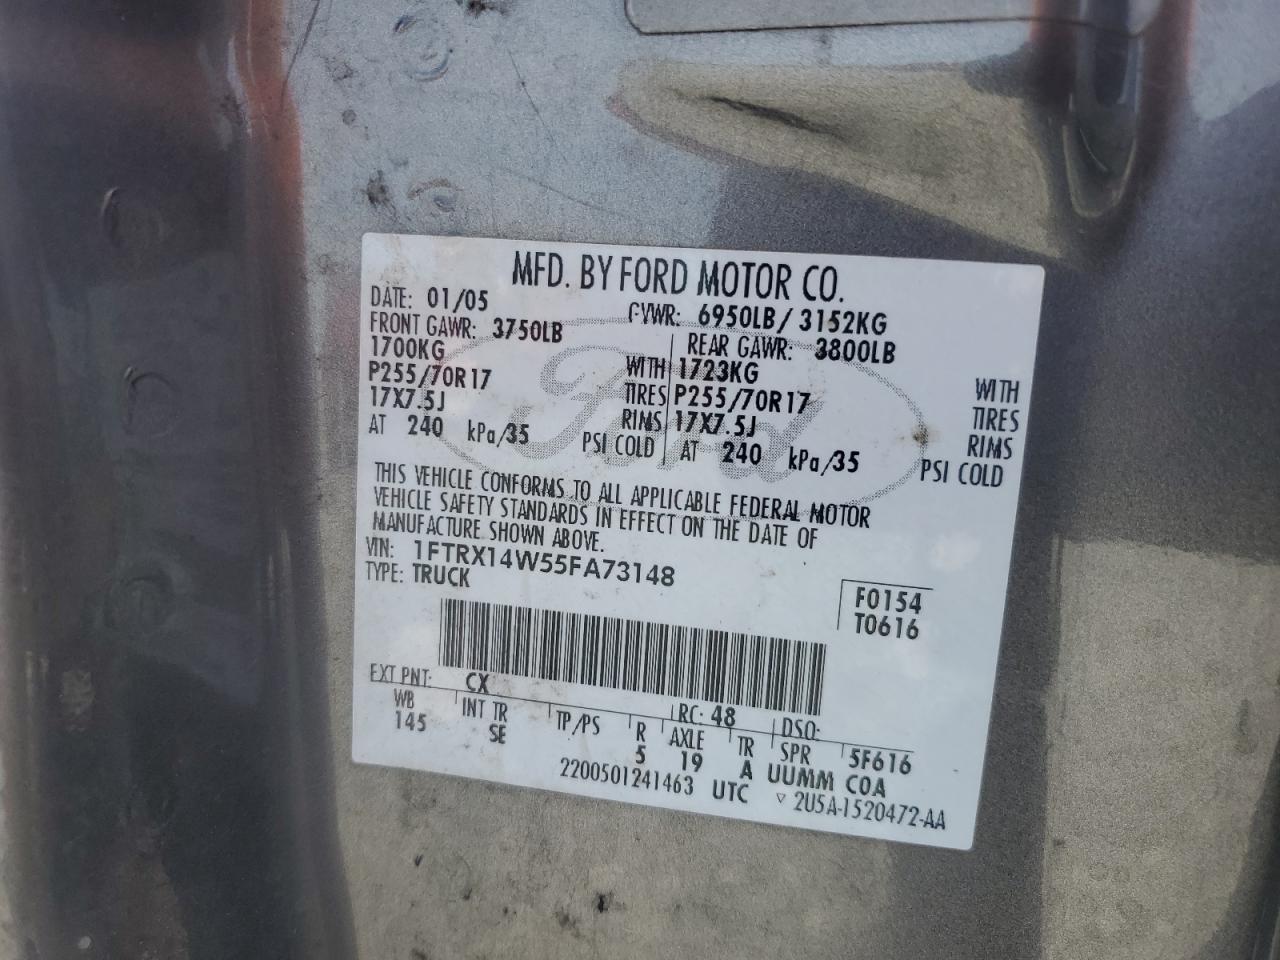 MFD. BY FORD MOTOR CO.
DATE: 01/05 GVWR: 6950LB/ 3152KG
FRONT GAWR: 3750LB REAR GAWR: 3800LB
1700KG WITH 1723KG WITH
P255/70R17 TIRES P255/70R17 TIRES
17X7.5J RIMS 17X7.5J RIMS
AT 240 kPa/35 PSI COLD AT 240 kPa/35 PSI COLD
Ford
THIS VEHICLE CONFORMS TO ALL APPLICABLE FEDERAL MOTOR
VEHICLE SAFETY STANDARDS IN EFFECT ON THE DATE OF
MANUFACTURE SHOWN ABOVE.
VIN: 1FTRX14W55FA73148
TYPE: TRUCK
F0154
T0616
EXT PNT: CX RC: 48 DSO:
WB INT TR TP/PS R AXLE TR SPR 5F616
145 SE 5 19 A UUMM COA
2200501241463 UTC ▽ 2U5A-1520472-AA